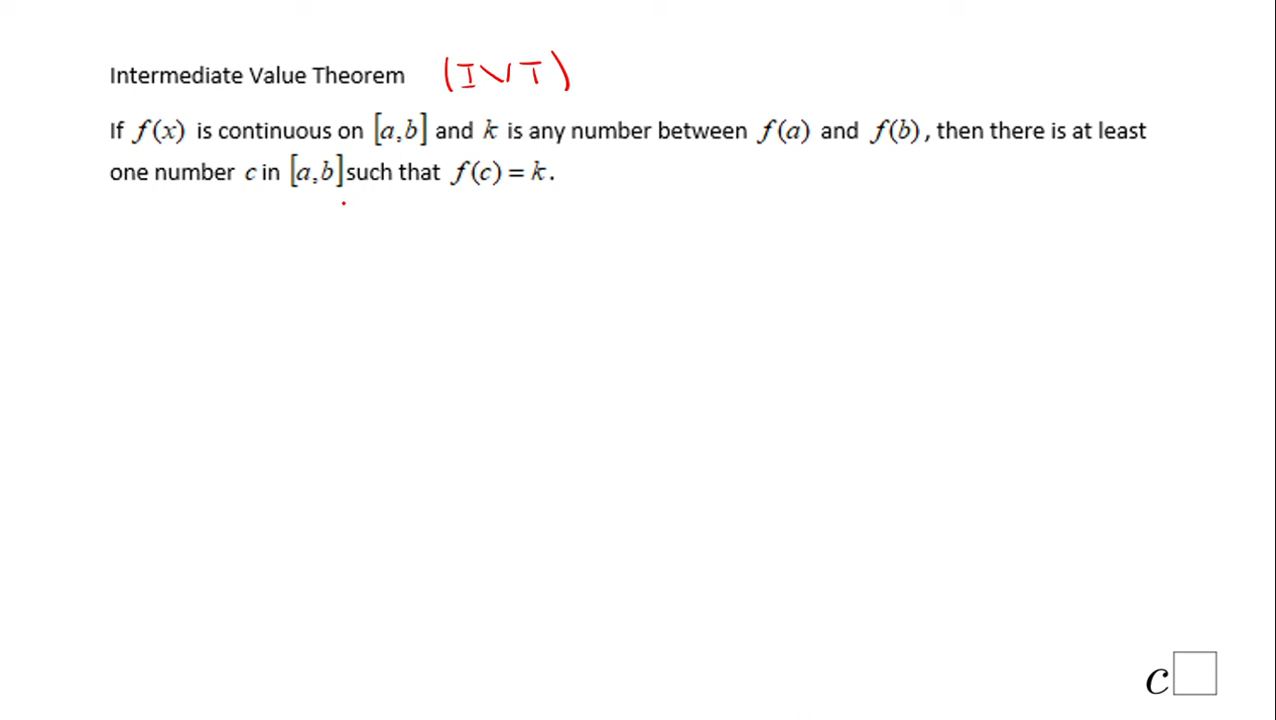 Intermediate Value Theorem (IVT)
If f(x) is continuous on [a,b] and k is any number between f(a) and f(b), then there is at least
one number c in [a,b] such that f(c) = k.
c